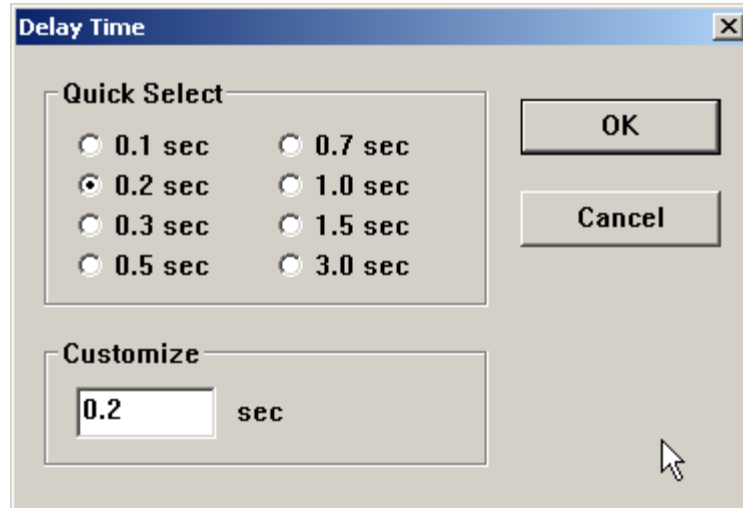 Delay Time
Quick Select
0.1 sec
0.2 sec
0.3 sec
0.5 sec
0.7 sec
1.0 sec
1.5 sec
3.0 sec
OK
Cancel
Customize
0.2 sec